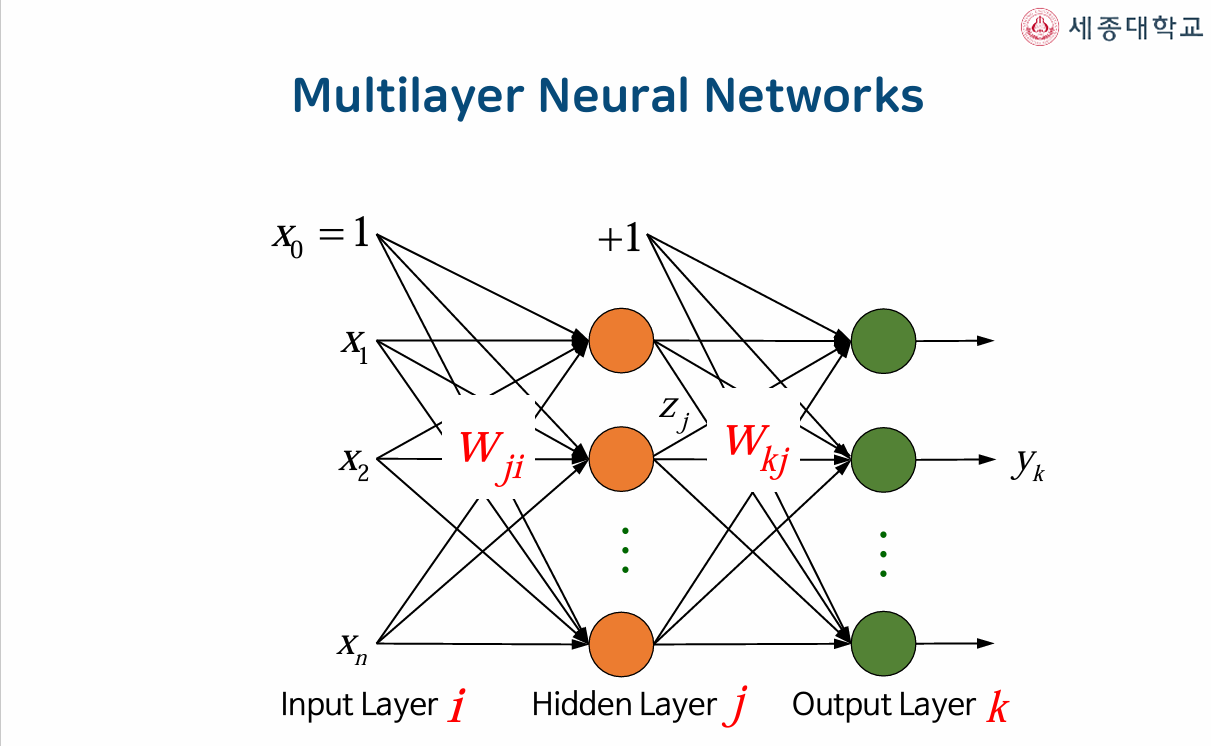 세종대학교
Multilayer Neural Networks
x₀ = 1
+1
x₁
zⱼ
x₂
wⱼᵢ
wₖⱼ
yₖ
xₙ
Input Layer i
Hidden Layer j
Output Layer k